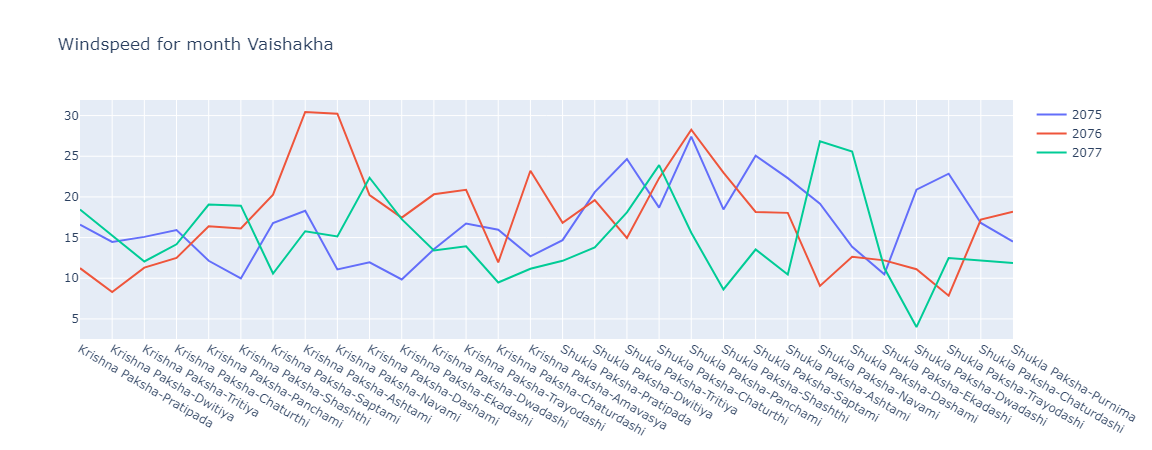 Windspeed for month Vaishakha
30
25
20
15
10
5
2075
2076
2077
Krishna Paksha-Pratipada
Krishna Paksha-Dwitiya
Krishna Paksha-Tritiya
Krishna Paksha-Chaturthi
Krishna Paksha-Panchami
Krishna Paksha-Shashthi
Krishna Paksha-Saptami
Krishna Paksha-Ashtami
Krishna Paksha-Navami
Krishna Paksha-Dashami
Krishna Paksha-Ekadashi
Krishna Paksha-Dwadashi
Krishna Paksha-Trayodashi
Krishna Paksha-Chaturdashi
Krishna Paksha-Amavasya
Shukla Paksha-Pratipada
Shukla Paksha-Dwitiya
Shukla Paksha-Tritiya
Shukla Paksha-Chaturthi
Shukla Paksha-Panchami
Shukla Paksha-Shashthi
Shukla Paksha-Saptami
Shukla Paksha-Ashtami
Shukla Paksha-Navami
Shukla Paksha-Dashami
Shukla Paksha-Ekadashi
Shukla Paksha-Dwadashi
Shukla Paksha-Trayodashi
Shukla Paksha-Chaturdashi
Shukla Paksha-Purnima